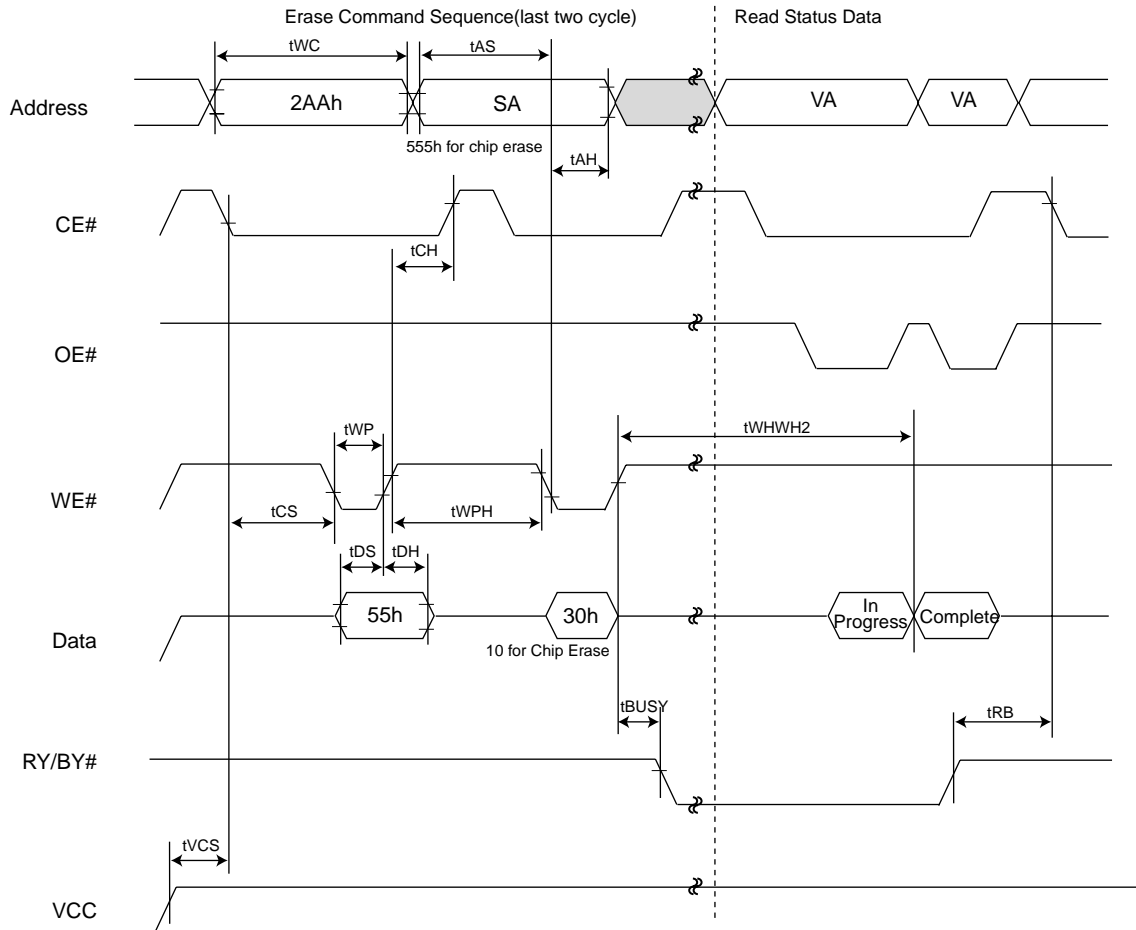 Erase Command Sequence(last two cycle)
Read Status Data
tWC
tAS
Address
2AAh
SA
VA
VA
555h for chip erase
tAH
CE#
tCH
OE#
tWP
tWHWH2
WE#
tCS
tWPH
tDS
tDH
Data
55h
30h
In
Progress
Complete
10 for Chip Erase
tBUSY
tRB
RY/BY#
tVCS
VCC